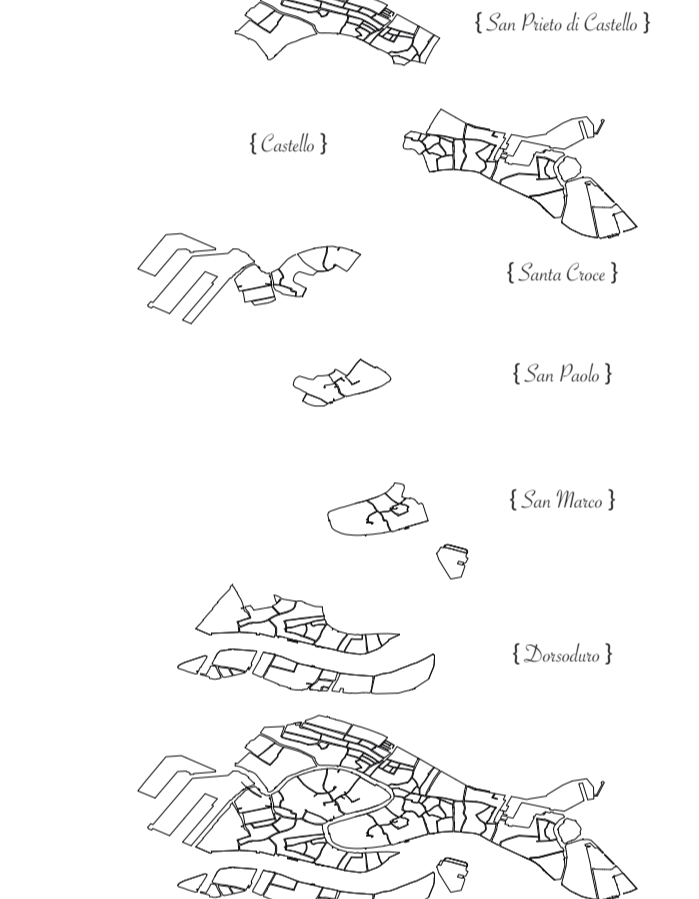 { San Prieto di Castello }
{ Castello }
{ Santa Croce }
{ San Paolo }
{ San Marco }
{ Dorsoduro }